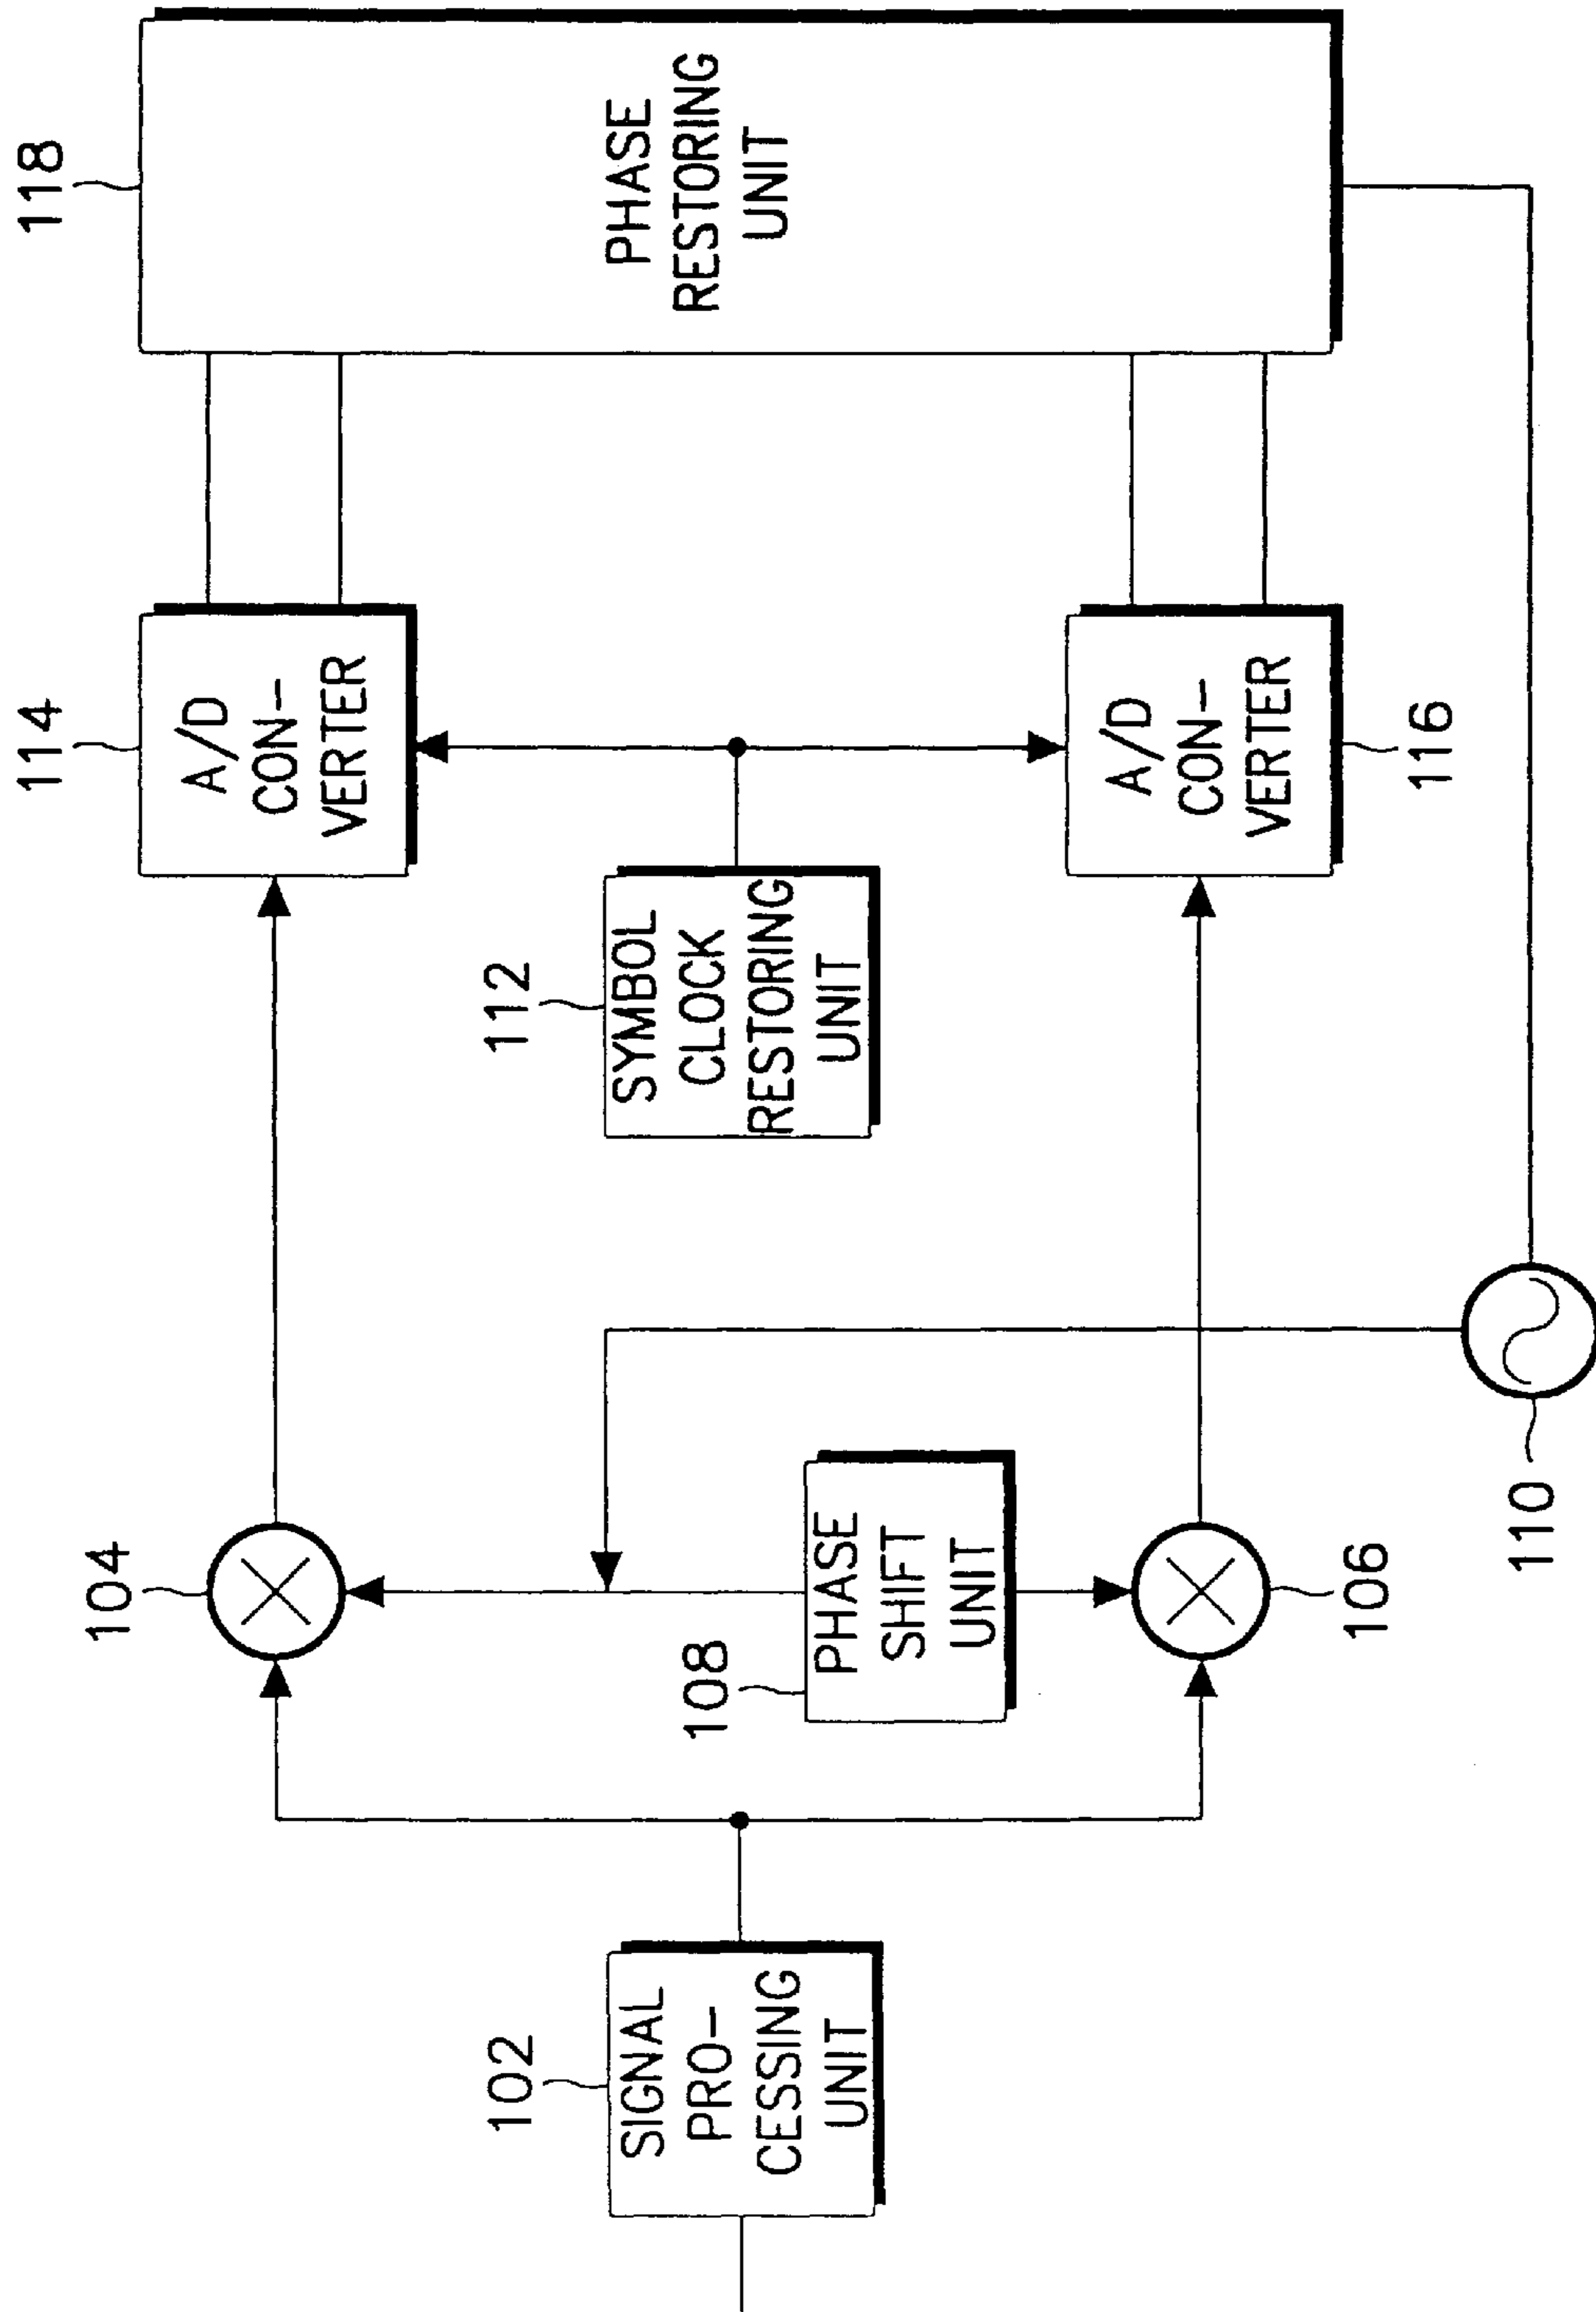 102
SIGNAL
PRO-
CESSING
UNIT
104
108
PHASE
SHIFT
UNIT
106
110
112
SYMBOL
CLOCK
RESTORING
UNIT
114
A/D
CON-
VERTER
A/D
CON-
VERTER
116
118
PHASE
RESTORING
UNIT